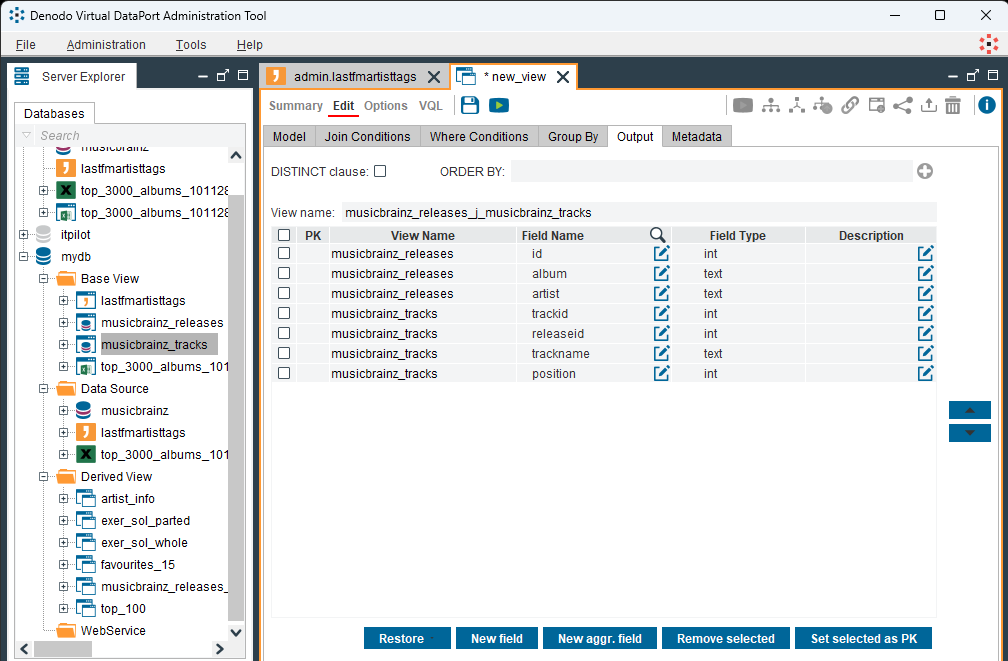 Denodo Virtual DataPort Administration Tool
File Administration Tools Help
Server Explorer
admin.lastfmartisttags
* new_view
Databases
Search
musicbrainz
lastfmartisttags
top_3000_albums_101128
top_3000_albums_101128
itpilot
mydb
Base View
lastfmartisttags
musicbrainz_releases
musicbrainz_tracks
top_3000_albums_101
Data Source
musicbrainz
lastfmartisttags
top_3000_albums_101
Derived View
artist_info
exer_sol_parted
exer_sol_whole
favourites_15
musicbrainz_releases_
top_100
WebService
Summary Edit Options VQL
Model Join Conditions Where Conditions Group By Output Metadata
DISTINCT clause: ORDER BY:
View name: musicbrainz_releases_j_musicbrainz_tracks
PK View Name Field Name Field Type Description
musicbrainz_releases id int
musicbrainz_releases album text
musicbrainz_releases artist text
musicbrainz_tracks trackid int
musicbrainz_tracks releaseid int
musicbrainz_tracks trackname text
musicbrainz_tracks position int
Restore New field New aggr. field Remove selected Set selected as PK